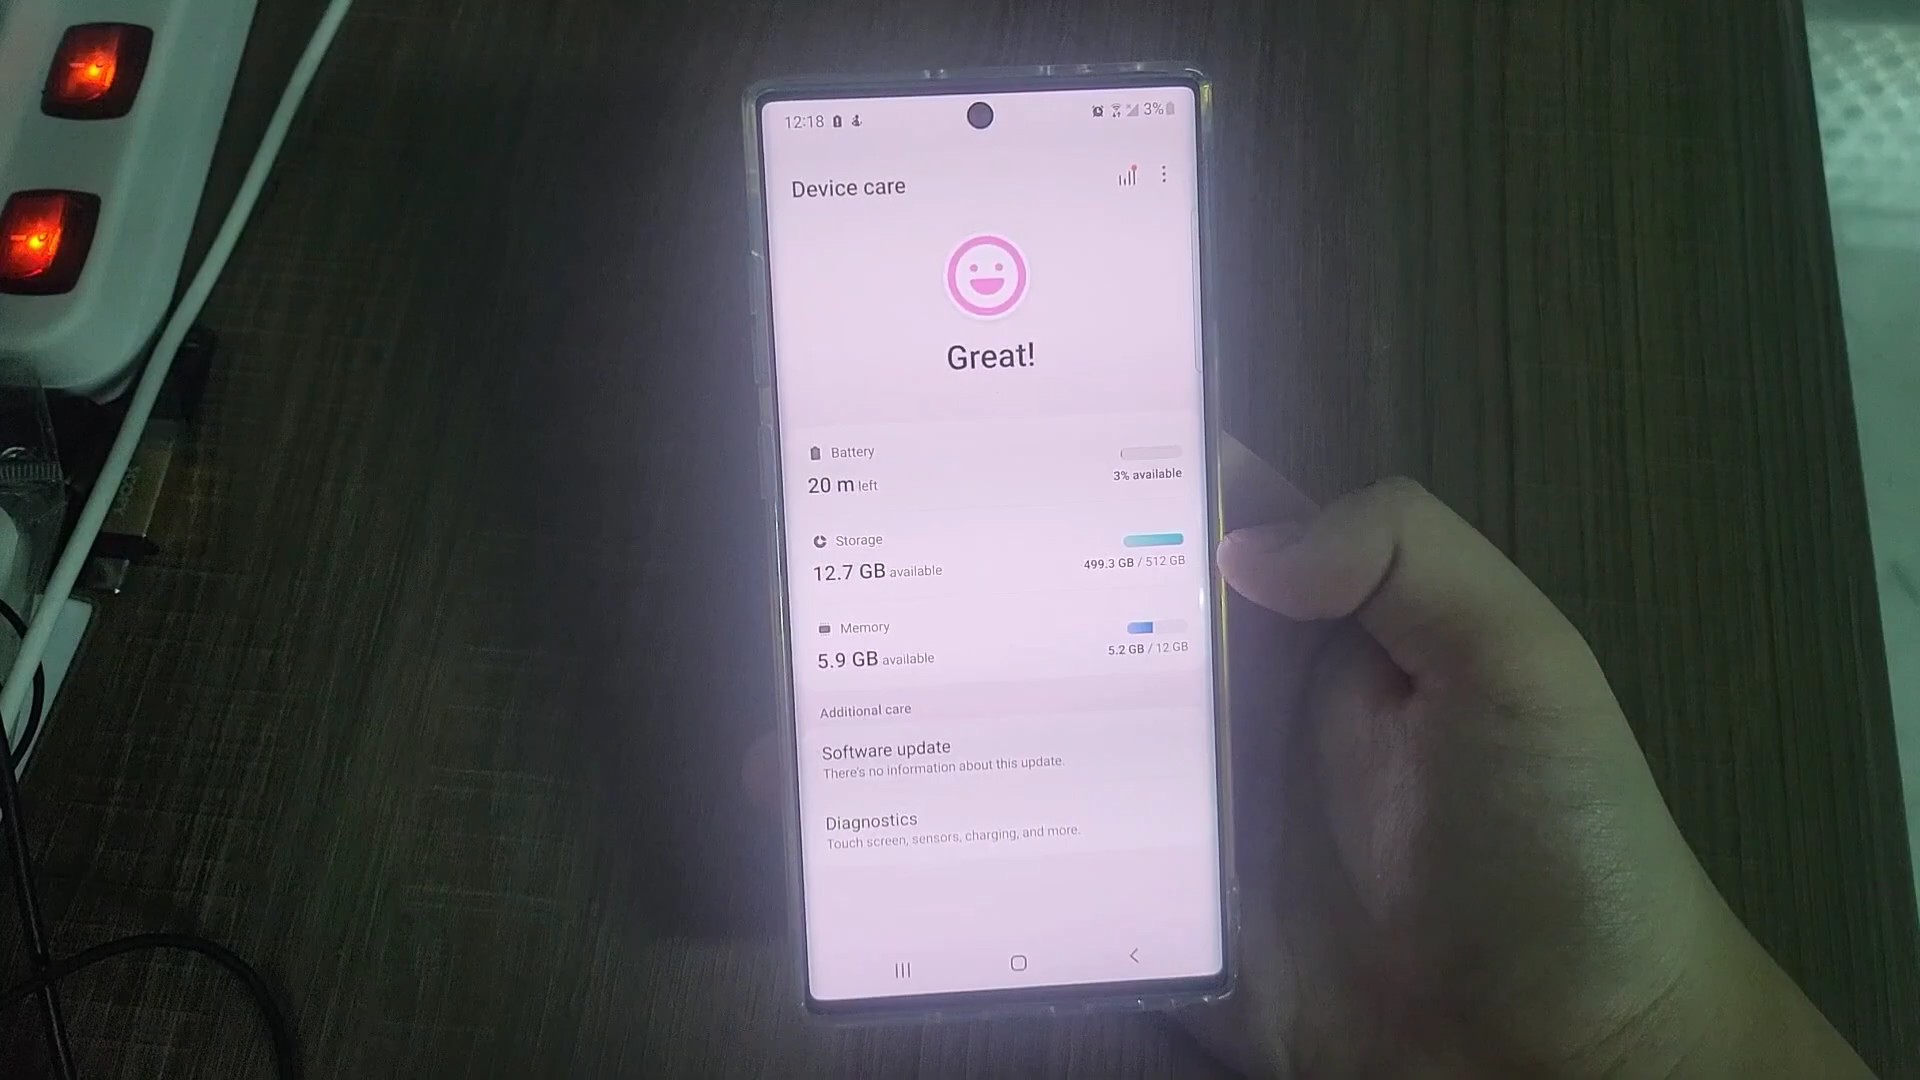 12:18 3%
Device care
Great!
Battery
20 m left 3% available
Storage
12.7 GB available 499.3 GB / 512 GB
Memory
5.9 GB available 5.2 GB / 12 GB
Additional care
Software update
There's no information about this update.
Diagnostics
Touch screen, sensors, charging, and more.